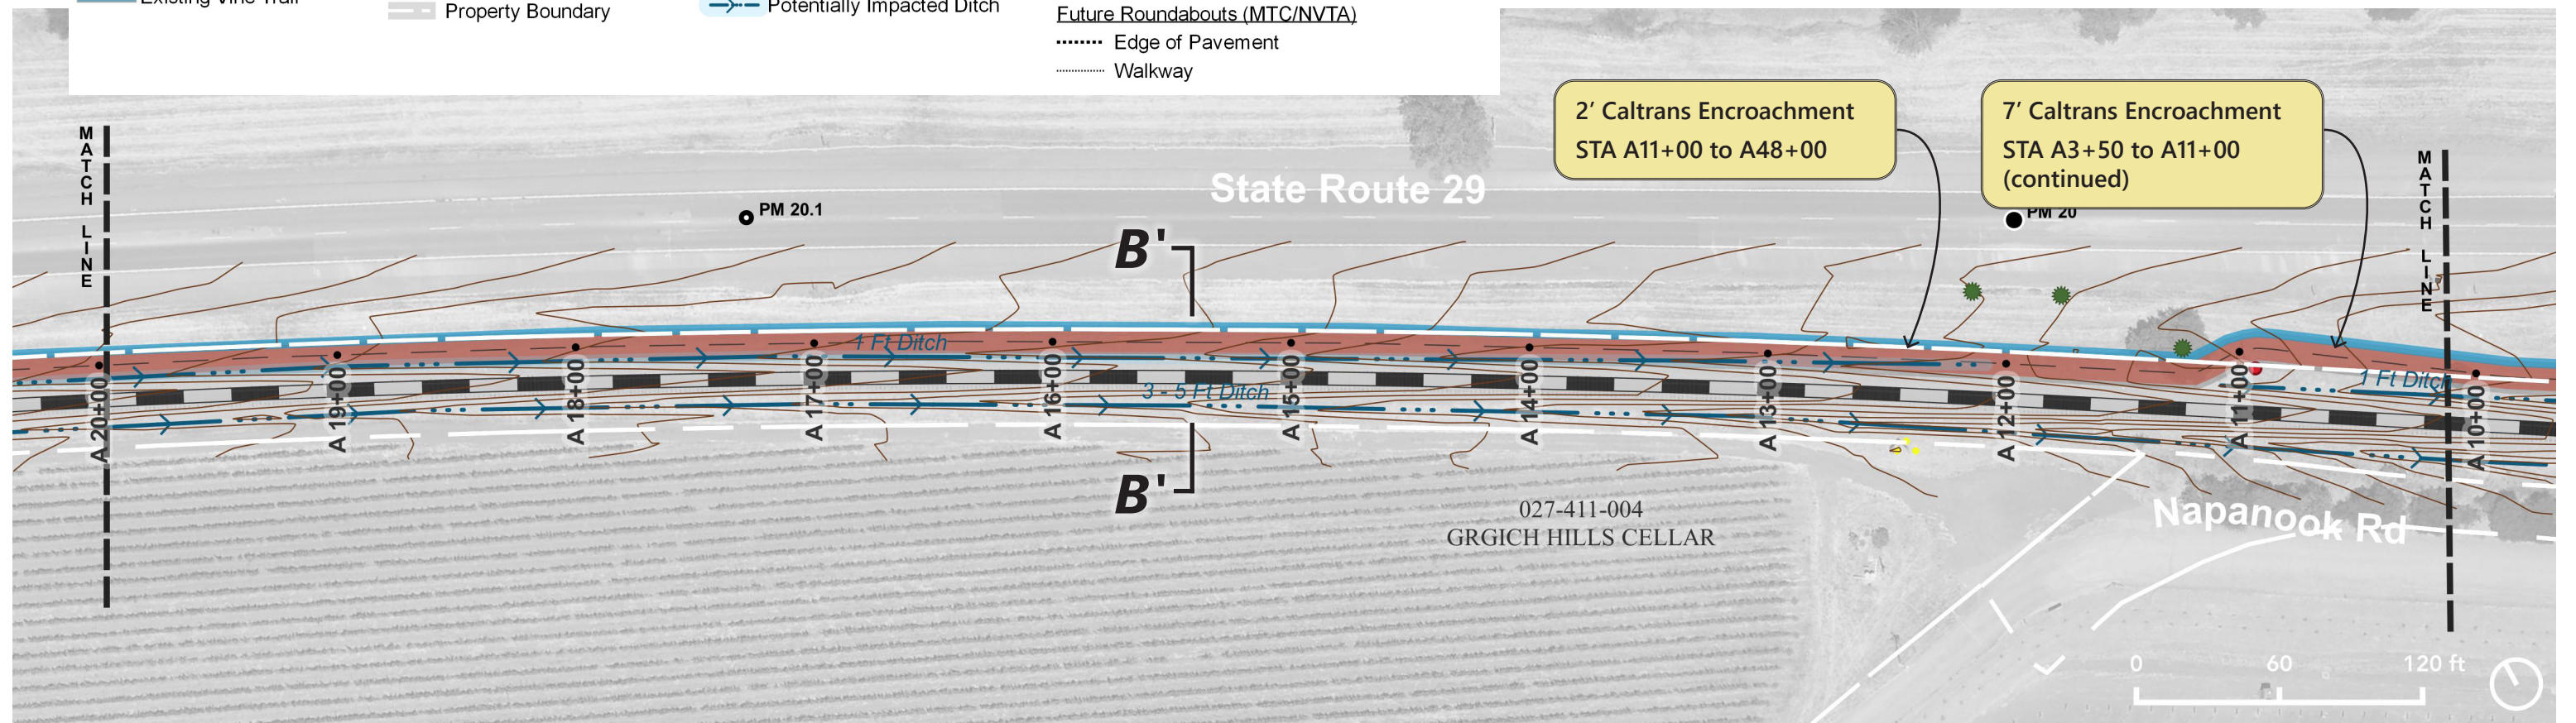 Property Boundary
Potentially Impacted Ditch
Future Roundabouts (MTC/NVTA)
Edge of Pavement
Walkway
2’ Caltrans Encroachment
STA A11+00 to A48+00
7’ Caltrans Encroachment
STA A3+50 to A11+00
(continued)
MATCH LINE
MATCH LINE
State Route 29
PM 20.1
PM 20
B'
1 Ft Ditch
3 - 5 Ft Ditch
1 Ft Ditch
A 20+00
A 19+00
A 18+00
A 17+00
A 16+00
A 15+00
A 14+00
A 13+00
A 12+00
A 11+00
A 10+00
B'
027-411-004
GRGICH HILLS CELLAR
Napanook Rd
0 60 120 ft